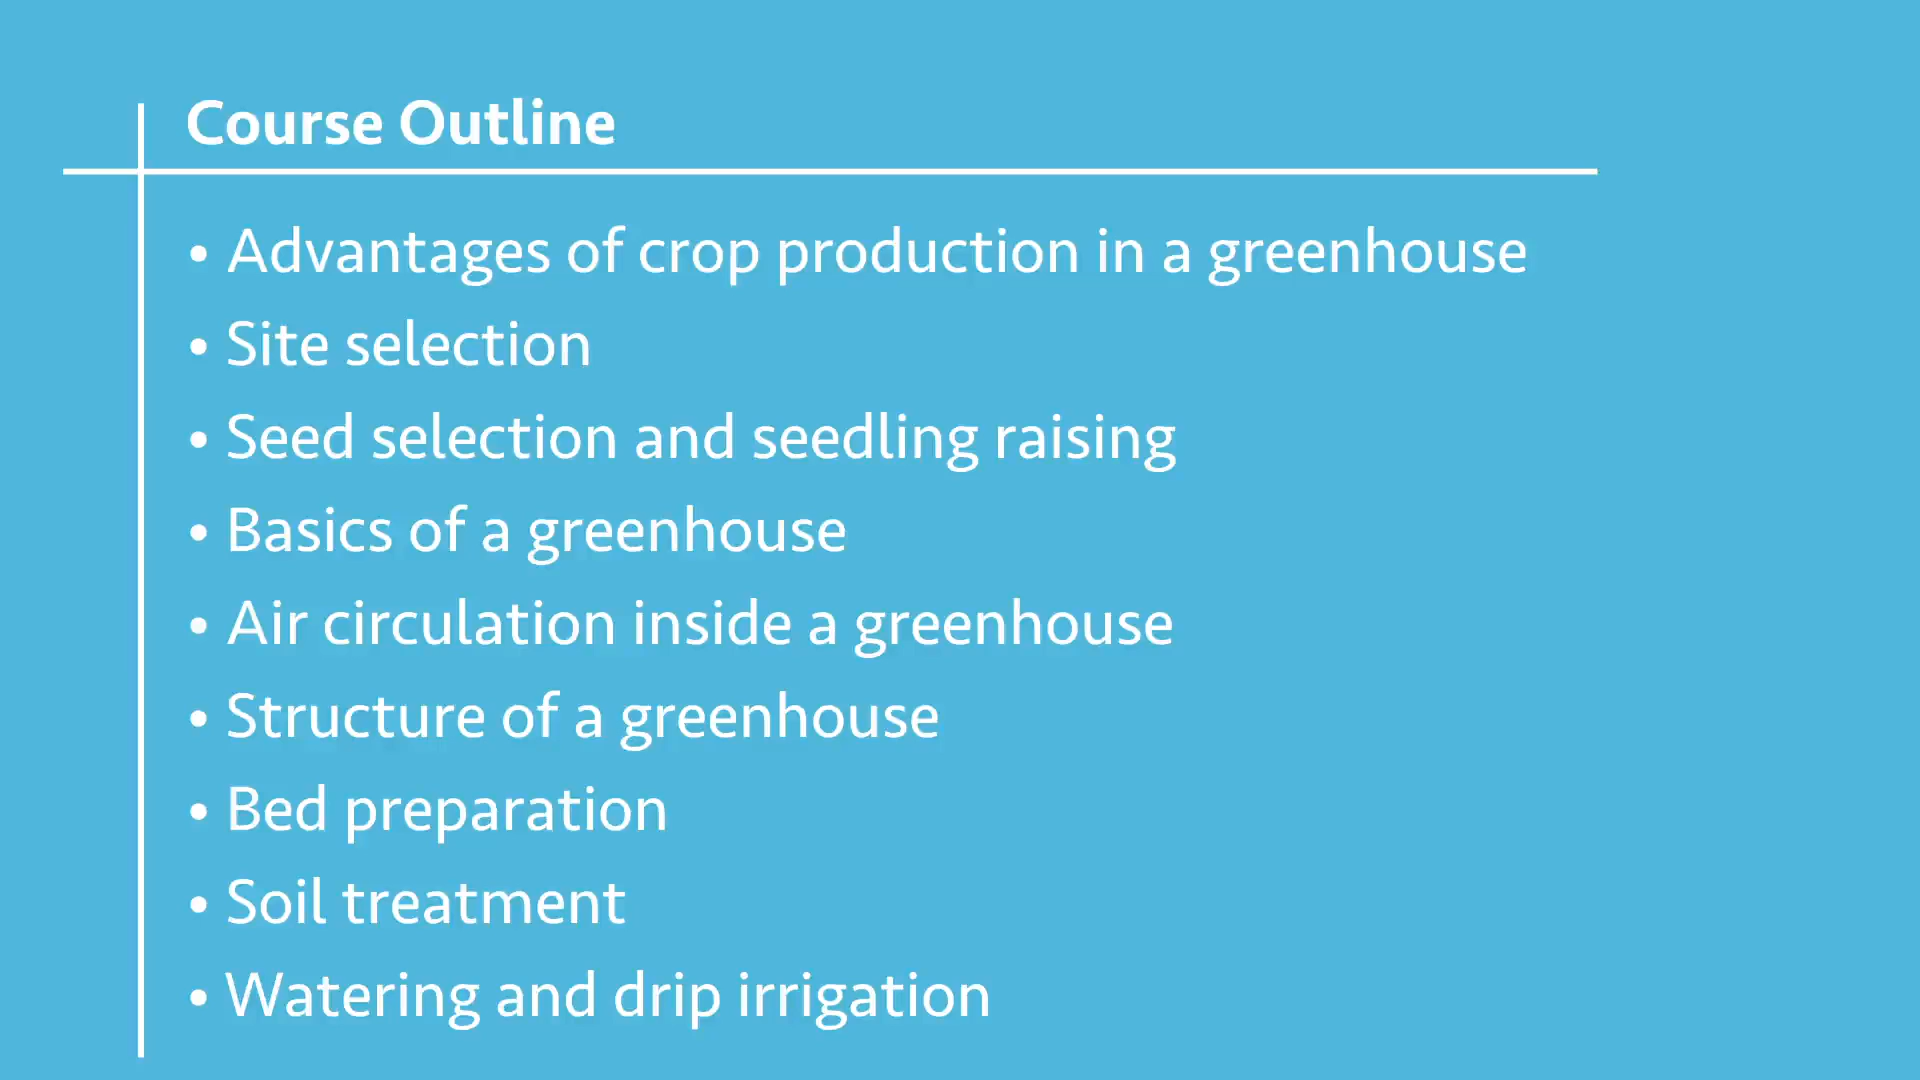 Course Outline
• Advantages of crop production in a greenhouse
• Site selection
• Seed selection and seedling raising
• Basics of a greenhouse
• Air circulation inside a greenhouse
• Structure of a greenhouse
• Bed preparation
• Soil treatment
• Watering and drip irrigation